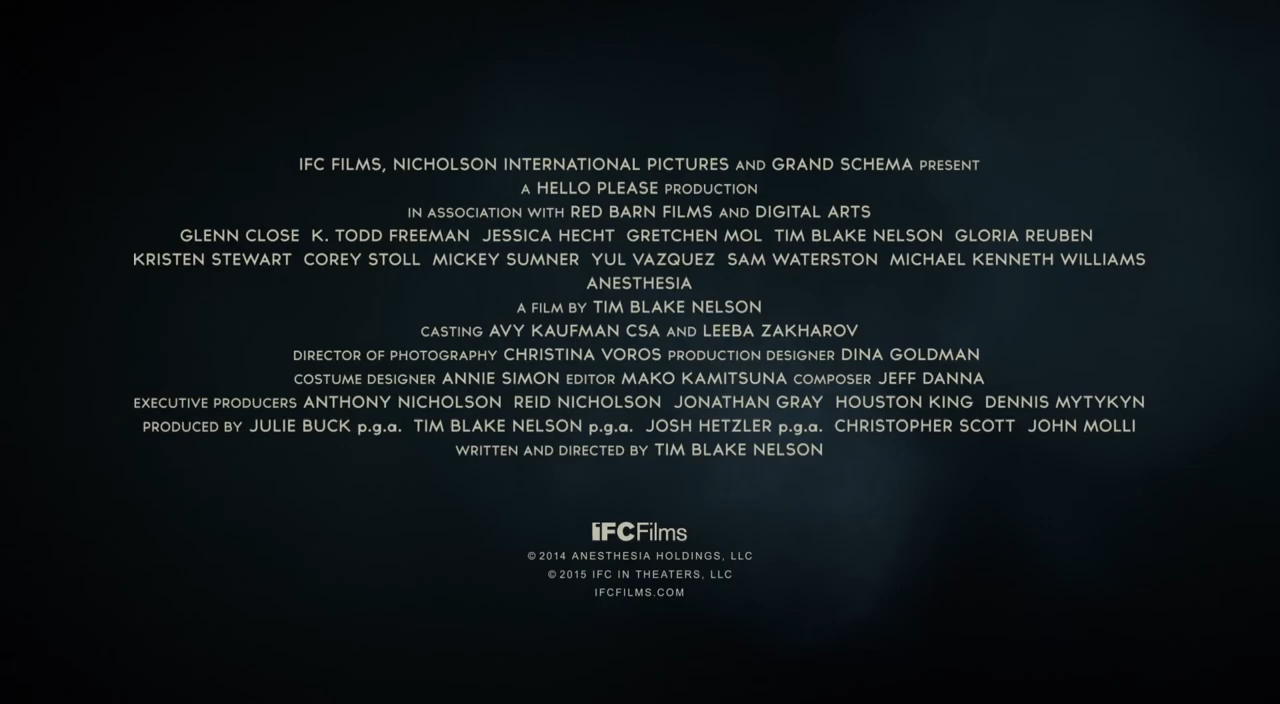 IFC FILMS, NICHOLSON INTERNATIONAL PICTURES AND GRAND SCHEMA PRESENT
A HELLO PLEASE PRODUCTION
IN ASSOCIATION WITH RED BARN FILMS AND DIGITAL ARTS
GLENN CLOSE K. TODD FREEMAN JESSICA HECHT GRETCHEN MOL TIM BLAKE NELSON GLORIA REUBEN
KRISTEN STEWART COREY STOLL MICKEY SUMNER YUL VAZQUEZ SAM WATERSTON MICHAEL KENNETH WILLIAMS
ANESTHESIA
A FILM BY TIM BLAKE NELSON
CASTING AVY KAUFMAN CSA AND LEEBA ZAKHAROV
DIRECTOR OF PHOTOGRAPHY CHRISTINA VOROS PRODUCTION DESIGNER DINA GOLDMAN
COSTUME DESIGNER ANNIE SIMON EDITOR MAKO KAMITSUNA COMPOSER JEFF DANNA
EXECUTIVE PRODUCERS ANTHONY NICHOLSON REID NICHOLSON JONATHAN GRAY HOUSTON KING DENNIS MYTYKYN
PRODUCED BY JULIE BUCK p.g.a. TIM BLAKE NELSON p.g.a. JOSH HETZLER p.g.a. CHRISTOPHER SCOTT JOHN MOLLI
WRITTEN AND DIRECTED BY TIM BLAKE NELSON
IFC Films
© 2014 ANESTHESIA HOLDINGS, LLC
© 2015 IFC IN THEATERS, LLC
IFCFILMS.COM